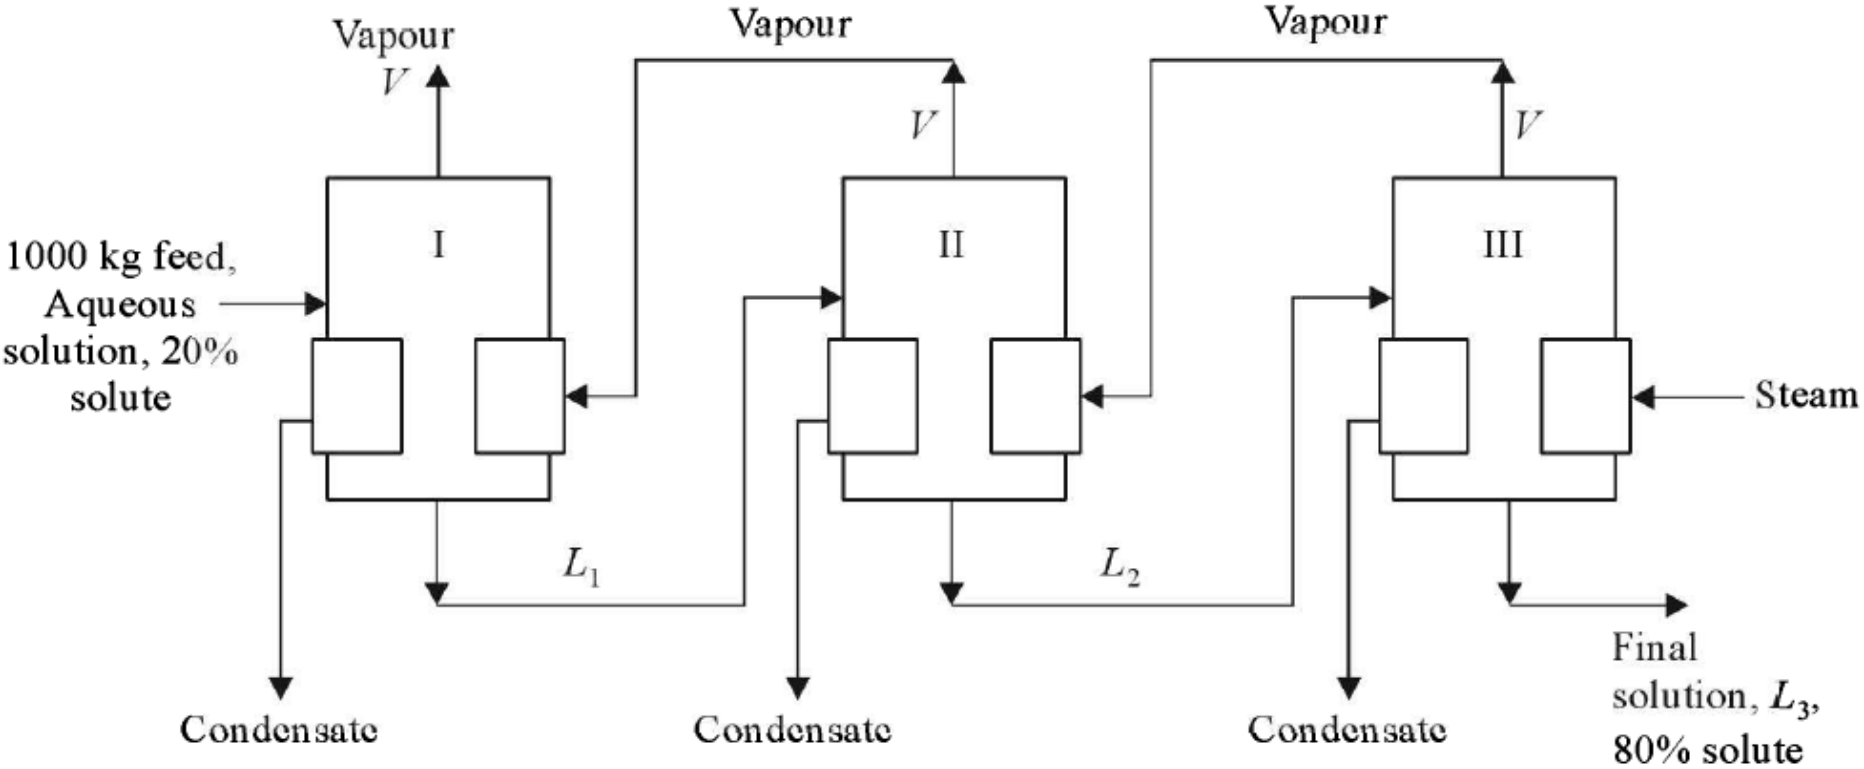 Vapour
V
Vapour
V
Vapour
V
I
II
III
1000 kg feed,
Aqueous
solution, 20%
solute
Steam
L₁
L₂
Final
solution, L₃,
80% solute
Condensate
Condensate
Condensate